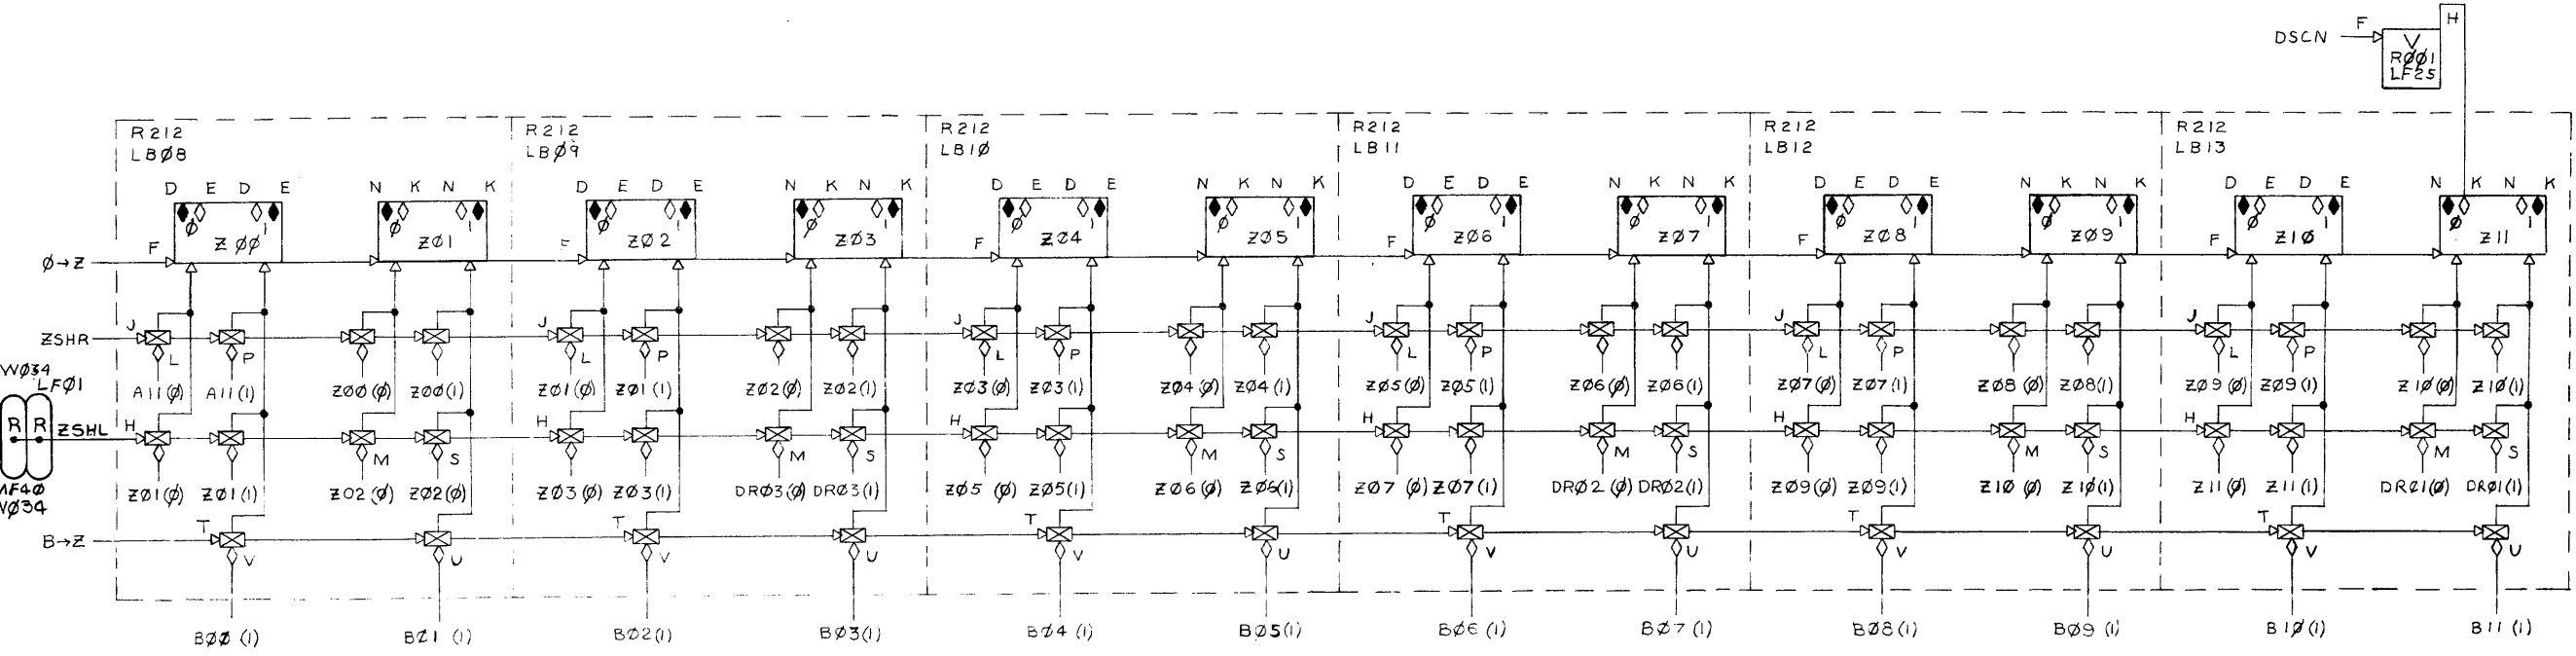 DSCN F H
V
RØØ1
LF25
R212 R212 R212 R212 R212 R212
LBØ8 LBØ9 LB1Ø LB11 LB12 LB13
D E D E N K N K D E D E N K N K D E D E N K N K D E D E N K N K D E D E N K N K D E D E N K N K
Ø 1 Ø 1 Ø 1 Ø 1 Ø 1 Ø 1 Ø 1 Ø 1 Ø 1 Ø 1 Ø 1 Ø 1
F ZØØ ZØ1 F ZØ2 ZØ3 F ZØ4 ZØ5 F ZØ6 ZØ7 F ZØ8 ZØ9 F Z1Ø Z11
Ø→Z
J J J J J J
ZSHR
L P L P L P L P L P L P
WØ34
LFØ1
A11(Ø) A11(1) ZØØ(Ø) ZØØ(1) ZØ1(Ø) ZØ1(1) ZØ2(Ø) ZØ2(1) ZØ3(Ø) ZØ3(1) ZØ4(Ø) ZØ4(1) ZØ5(Ø) ZØ5(1) ZØ6(Ø) ZØ6(1) ZØ7(Ø) ZØ7(1) ZØ8(Ø) ZØ8(1) ZØ9(Ø) ZØ9(1) Z1Ø(Ø) Z1Ø(1)
R R ZSHL H H H H H H
M S M S M S M S M S M S
MF4Ø
WØ34
ZØ1(Ø) ZØ1(1) ZØ2(Ø) ZØ2(Ø) ZØ3(Ø) ZØ3(1) DRØ3(Ø) DRØ3(1) ZØ5(Ø) ZØ5(1) ZØ6(Ø) ZØ6(1) ZØ7(Ø) ZØ7(1) DRØ2(Ø) DRØ2(1) ZØ9(Ø) ZØ9(1) Z1Ø(Ø) Z1Ø(1) Z11(Ø) Z11(1) DRØ1(Ø) DRØ1(1)
T T T T T T
B→Z
V U V U V U V U V U V U
BØØ(1) BØ1(1) BØ2(1) BØ3(1) BØ4(1) BØ5(1) BØ6(1) BØ7(1) BØ8(1) BØ9(1) B1Ø(1) B11(1)